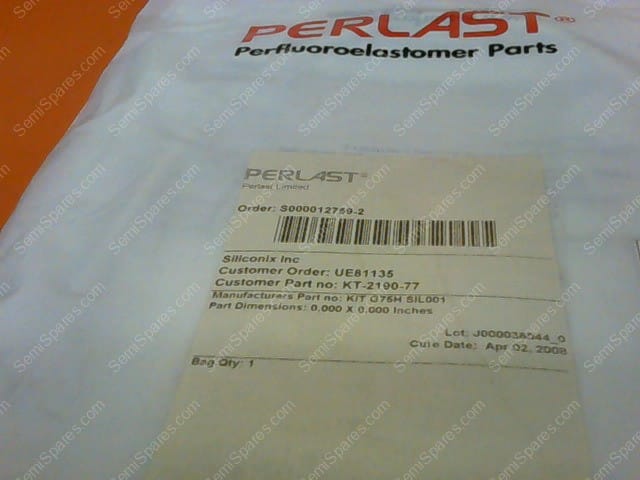 PERLAST®
Perfluoroelastomer Parts
PERLAST®
Perlast Limited
Order: S000012759-2
Siliconix Inc
Customer Order: UE81135
Customer Part no: KT-2190-77
Manufacturers Part no: KIT G75H SIL001
Part Dimensions: 0.000 X 0.000 Inches
Lot: J000038044_0
Cure Date: Apr 02, 2008
Bag Qty: 1
SemiSpares.com